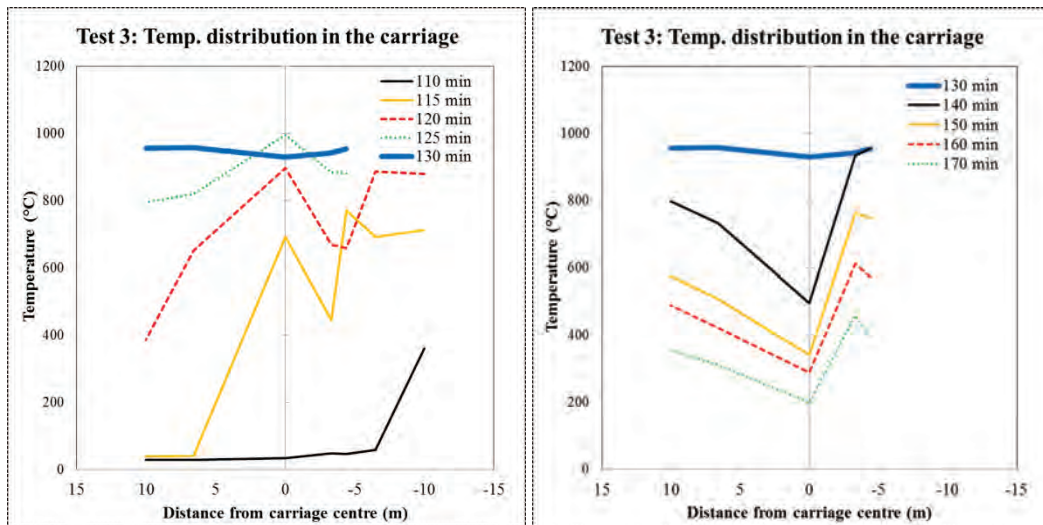 Test 3: Temp. distribution in the carriage
1200
1000
800
600
400
200
0
Temperature (°C)
110 min
115 min
120 min
125 min
130 min
15 10 5 0 -5 -10 -15
Distance from carriage centre (m)
Test 3: Temp. distribution in the carriage
1200
1000
800
600
400
200
0
Temperature (°C)
130 min
140 min
150 min
160 min
170 min
15 10 5 0 -5 -10 -15
Distance from carriage centre (m)